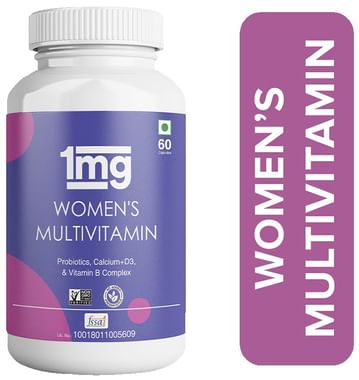 60
1mg
WOMEN'S
MULTIVITAMIN
Probiotics, Calcium+D3,
& Vitamin B Complex
fssai
Lic. No. 10018011005609
WOMEN'S
MULTIVITAMIN